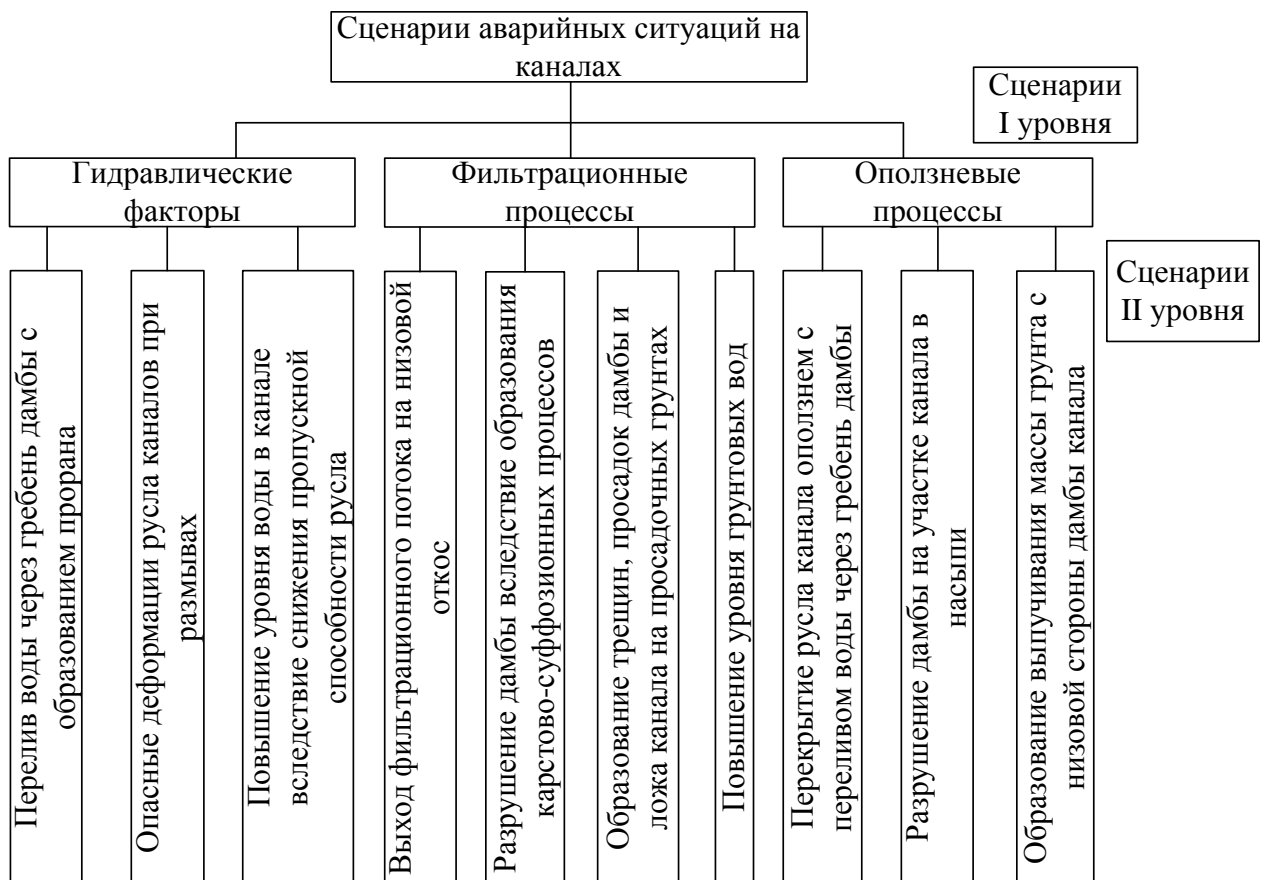 Сценарии аварийных ситуаций на
каналах
Сценарии
I уровня
Гидравлические
факторы
Фильтрационные
процессы
Оползневые
процессы
Сценарии
II уровня
Перелив воды через гребень дамбы с
образованием прорана
Опасные деформации русла каналов при
размывах
Повышение уровня воды в канале
вследствие снижения пропускной
способности русла
Выход фильтрационного потока на низовой
откос
Разрушение дамбы вследствие образования
карстово-суффозионных процессов
Образование трещин, просадок дамбы и
ложа канала на просадочных грунтах
Повышение уровня грунтовых вод
Перекрытие русла канала оползнем с
переливом воды через гребень дамбы
Разрушение дамбы на участке канала в
насыпи
Образование выпучивания массы грунта с
низовой стороны дамбы канала